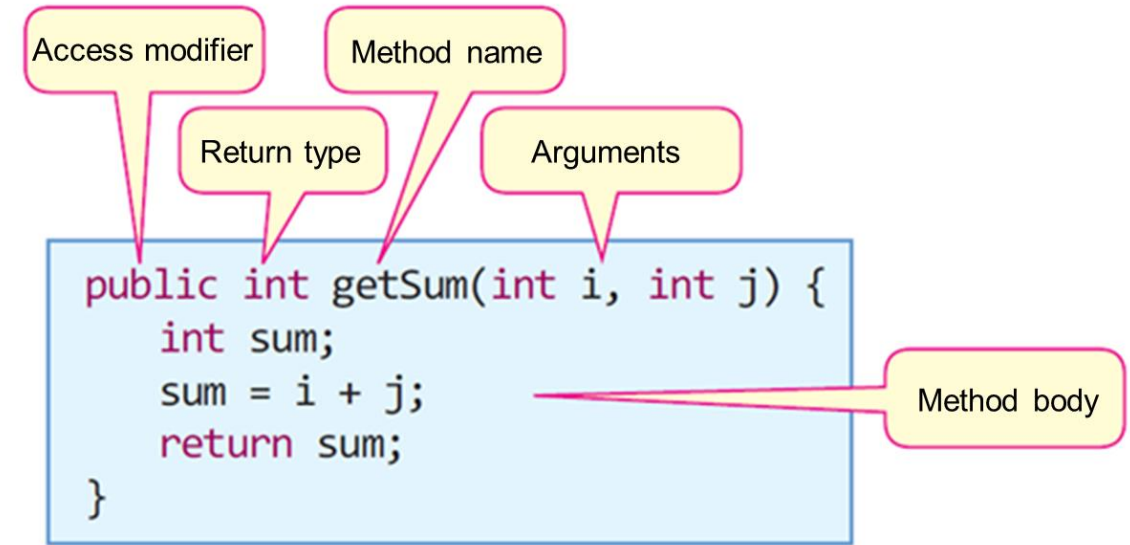 Access modifier
Method name
Return type
Arguments
public int getSum(int i, int j) {
int sum;
sum = i + j;
return sum;
}
Method body